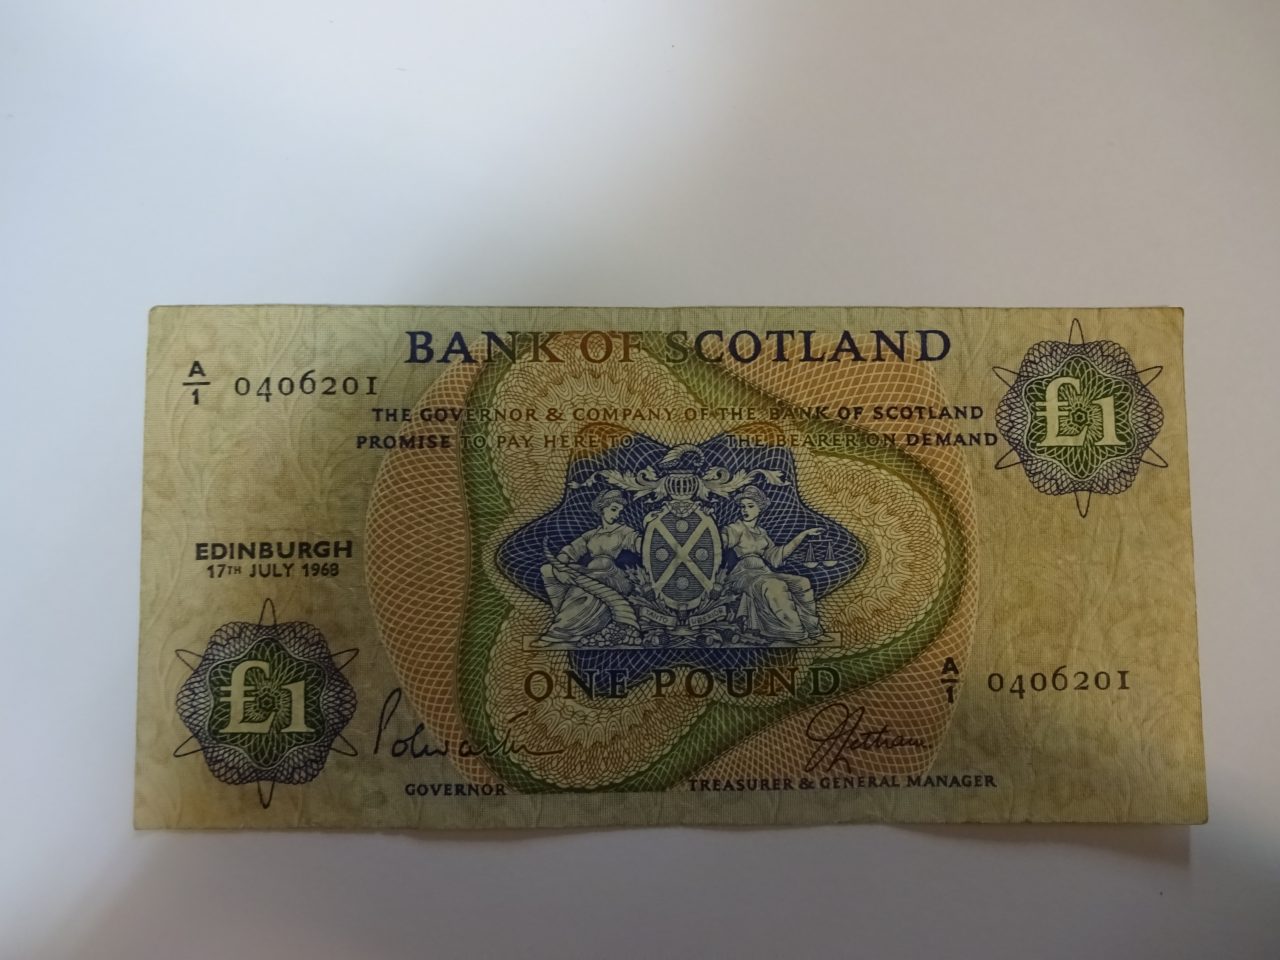 BANK OF SCOTLAND
A/1 0406201
£1
THE GOVERNOR & COMPANY OF THE BANK OF SCOTLAND
PROMISE TO PAY HERE TO THE BEARER ON DEMAND
EDINBURGH
17TH JULY 1968
ONE POUND
A/1 0406201
£1
Polwarth
GOVERNOR
TREASURER & GENERAL MANAGER